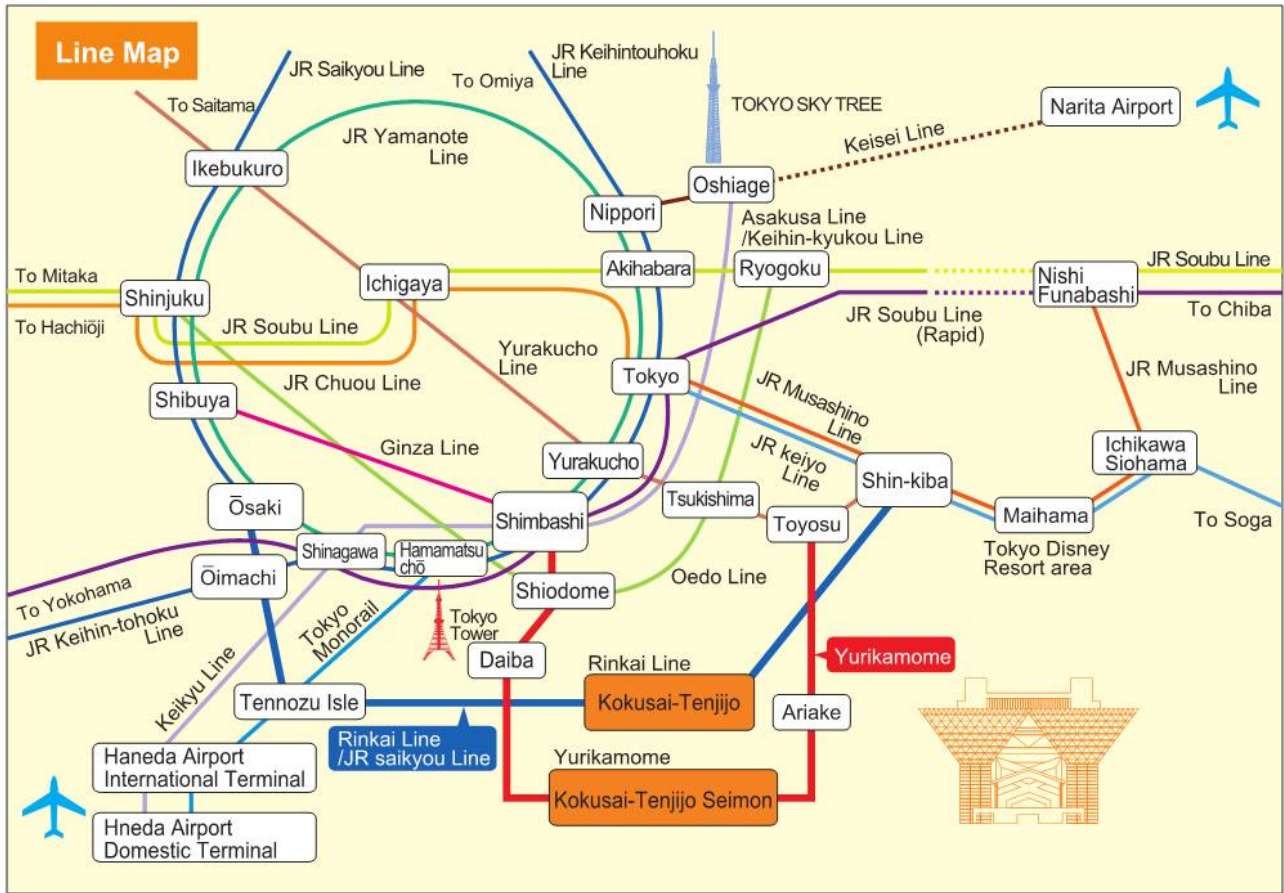 Line Map
JR Saikyou Line
JR Keihintouhoku
Line
To Omiya
To Saitama
JR Yamanote
Line
TOKYO SKY TREE
Narita Airport
Keisei Line
Ikebukuro
Oshiage
Nippori
Asakusa Line
/Keihin-kyukou Line
To Mitaka
Ichigaya
Akihabara
Ryogoku
Nishi
Funabashi
JR Soubu Line
Shinjuku
To Hachiōji
JR Soubu Line
JR Soubu Line
(Rapid)
To Chiba
Yurakucho
Line
JR Chuou Line
Tokyo
JR Musashino
Line
JR Musashino
Line
Shibuya
Ginza Line
JR keiyo
Line
Yurakucho
Ichikawa
Siohama
Shin-kiba
Ōsaki
Shimbashi
Tsukishima
Toyosu
Maihama
To Soga
Tokyo Disney
Resort area
Shinagawa
Hamamatsu
chō
Ōimachi
Shiodome
Oedo Line
To Yokohama
JR Keihin-tohoku
Line
Tokyo
Monorail
Tokyo
Tower
Keikyu Line
Daiba
Rinkai Line
Yurikamome
Tennozu Isle
Kokusai-Tenjijo
Ariake
Rinkai Line
/JR saikyou Line
Haneda Airport
International Terminal
Yurikamome
Kokusai-Tenjijo Seimon
Hneda Airport
Domestic Terminal